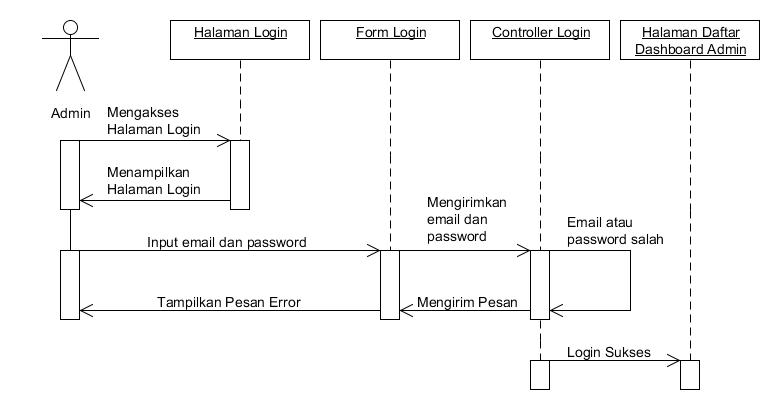 Halaman Login
Form Login
Controller Login
Halaman Daftar
Dashboard Admin
Admin
Mengakses
Halaman Login
Menampilkan
Halaman Login
Mengirimkan
email dan
password
Email atau
password salah
Input email dan password
Tampilkan Pesan Error
Mengirim Pesan
Login Sukses